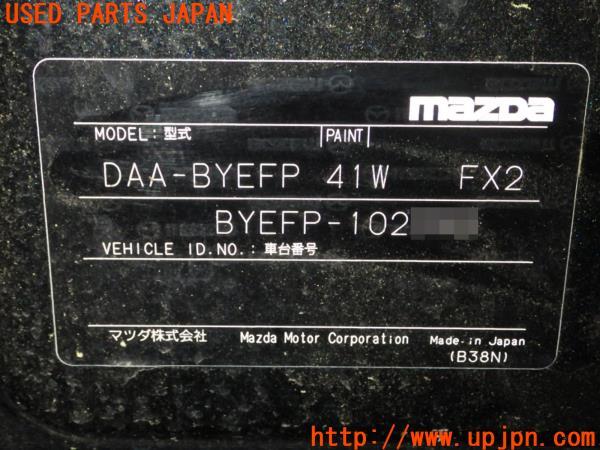 USED PARTS JAPAN
mazda
MODEL: 型式 PAINT
DAA-BYEFP 41W FX2
BYEFP-102
VEHICLE ID.NO.: 車台番号
マツダ株式会社 Mazda Motor Corporation Made in Japan
(B38N)
http://www.upjpn.com/